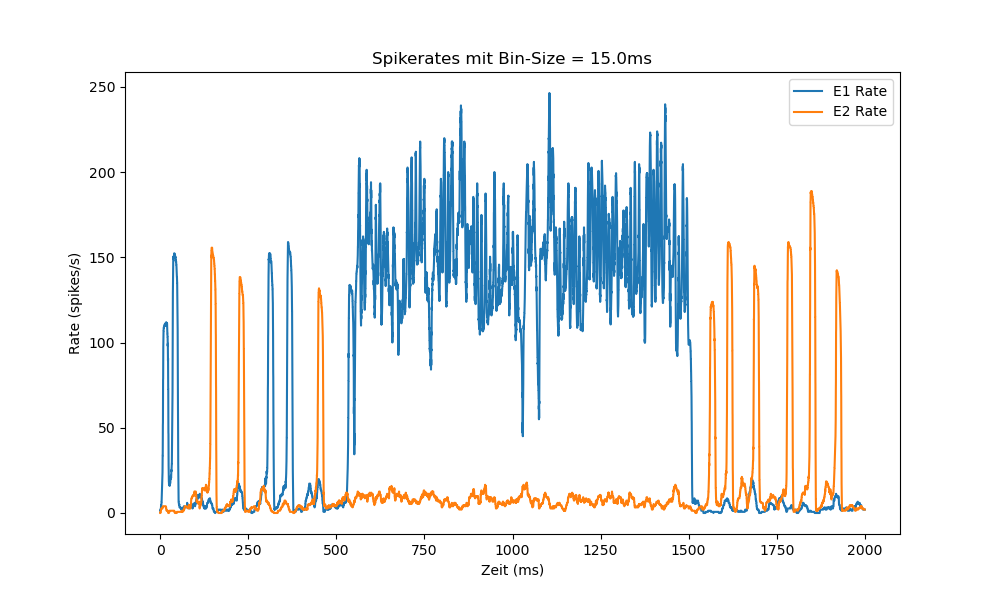 Spikerates mit Bin-Size = 15.0ms
E1 Rate
E2 Rate
250
200
150
100
50
0
Rate (spikes/s)
0 250 500 750 1000 1250 1500 1750 2000
Zeit (ms)